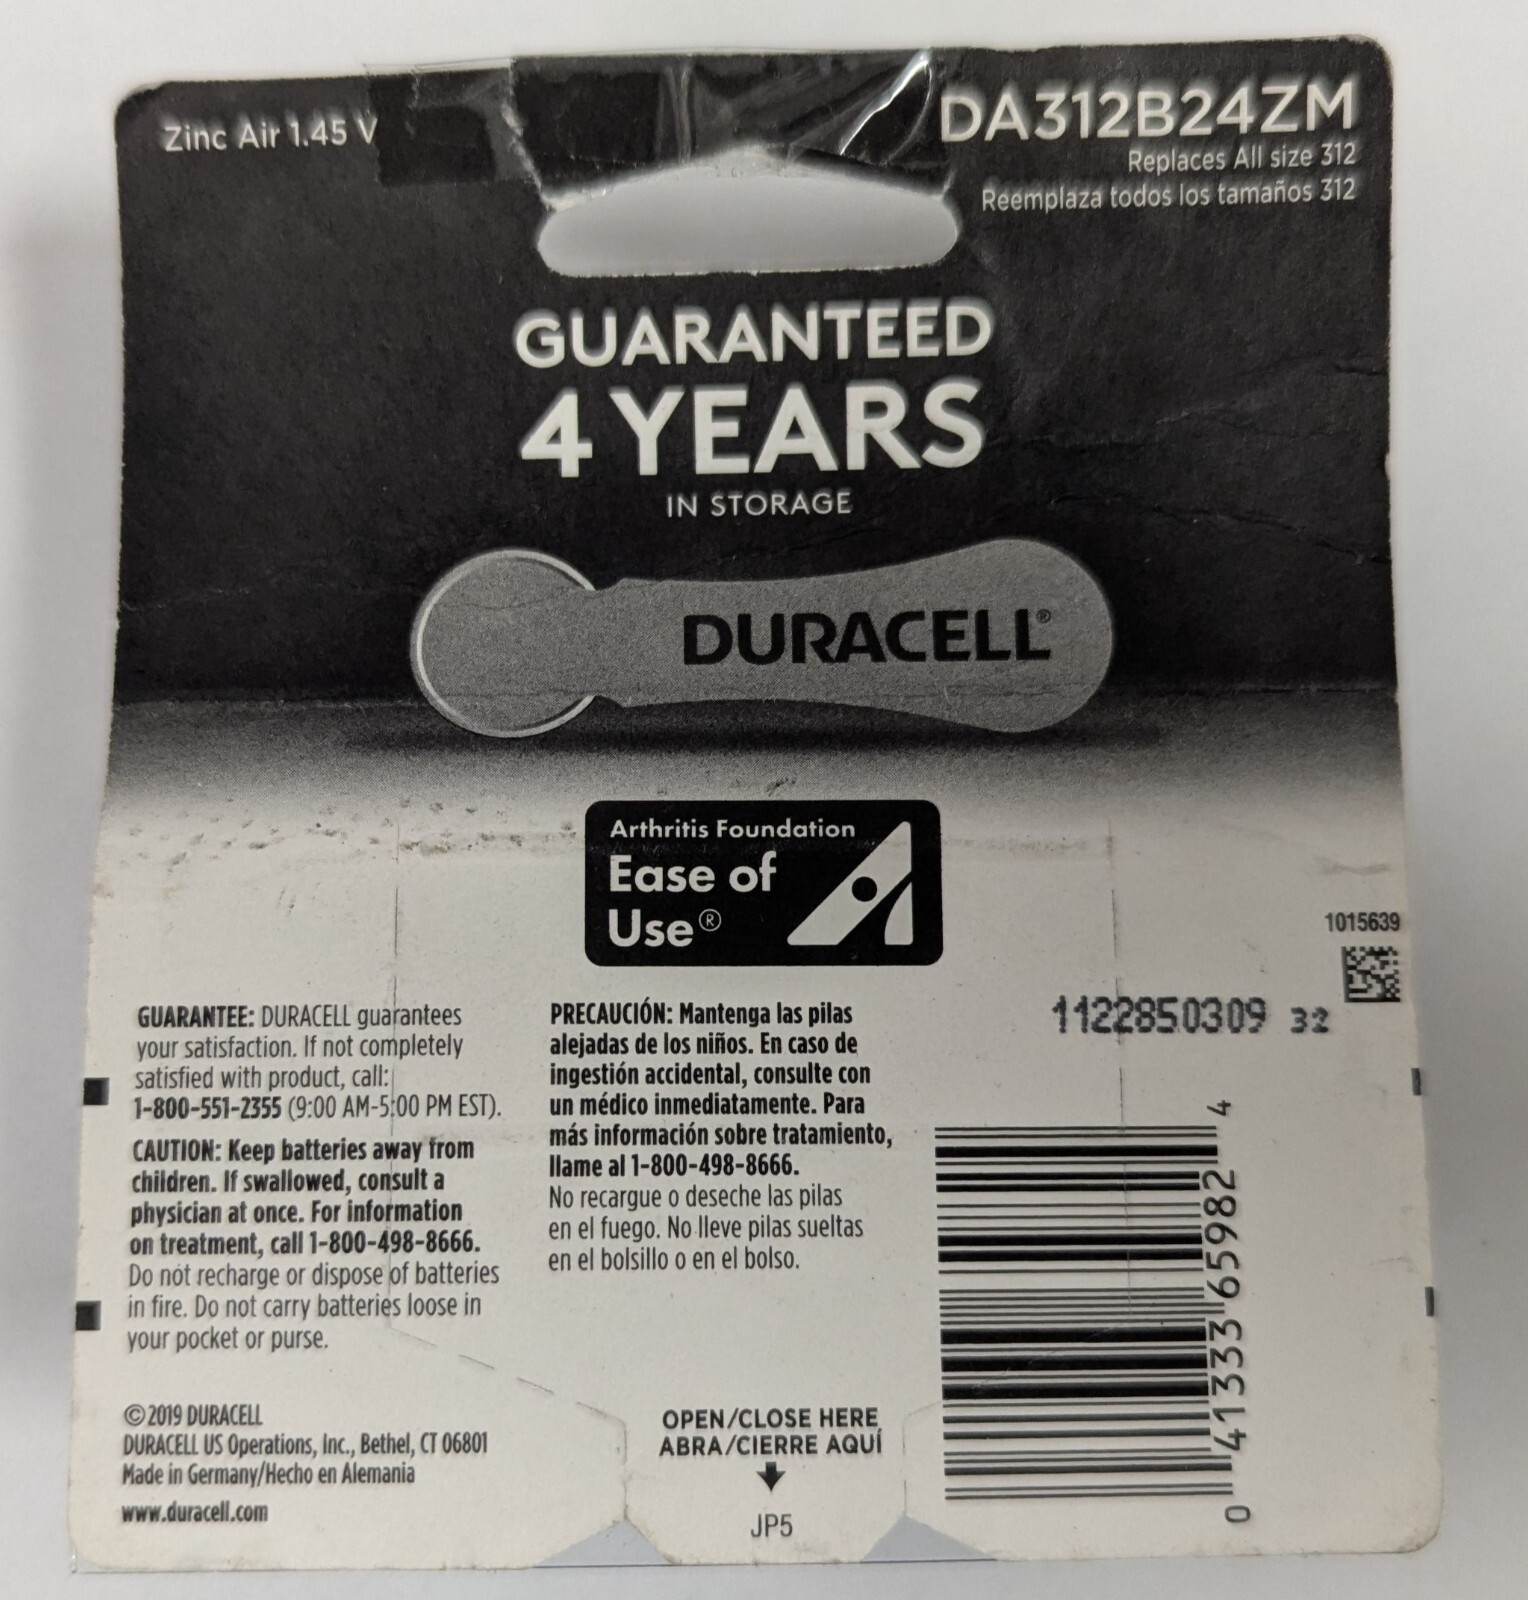 Zinc Air 1.45 V
DA312B24ZM
Replaces All size 312
Reemplaza todos los tamaños 312
GUARANTEED
4 YEARS
IN STORAGE
DURACELL®
Arthritis Foundation
Ease of
Use®
1015639
1122850309 32
GUARANTEE: DURACELL guarantees
your satisfaction. If not completely
satisfied with product, call:
1-800-551-2355 (9:00 AM-5:00 PM EST).
CAUTION: Keep batteries away from
children. If swallowed, consult a
physician at once. For information
on treatment, call 1-800-498-8666.
Do not recharge or dispose of batteries
in fire. Do not carry batteries loose in
your pocket or purse.
©2019 DURACELL
DURACELL US Operations, Inc., Bethel, CT 06801
Made in Germany/Hecho en Alemania
www.duracell.com
PRECAUCIÓN: Mantenga las pilas
alejadas de los niños. En caso de
ingestión accidental, consulte con
un médico inmediatamente. Para
más información sobre tratamiento,
llame al 1-800-498-8666.
No recargue o deseche las pilas
en el fuego. No lleve pilas sueltas
en el bolsillo o en el bolso.
OPEN/CLOSE HERE
ABRA/CIERRE AQUÍ
JP5
0 41333 65982 4